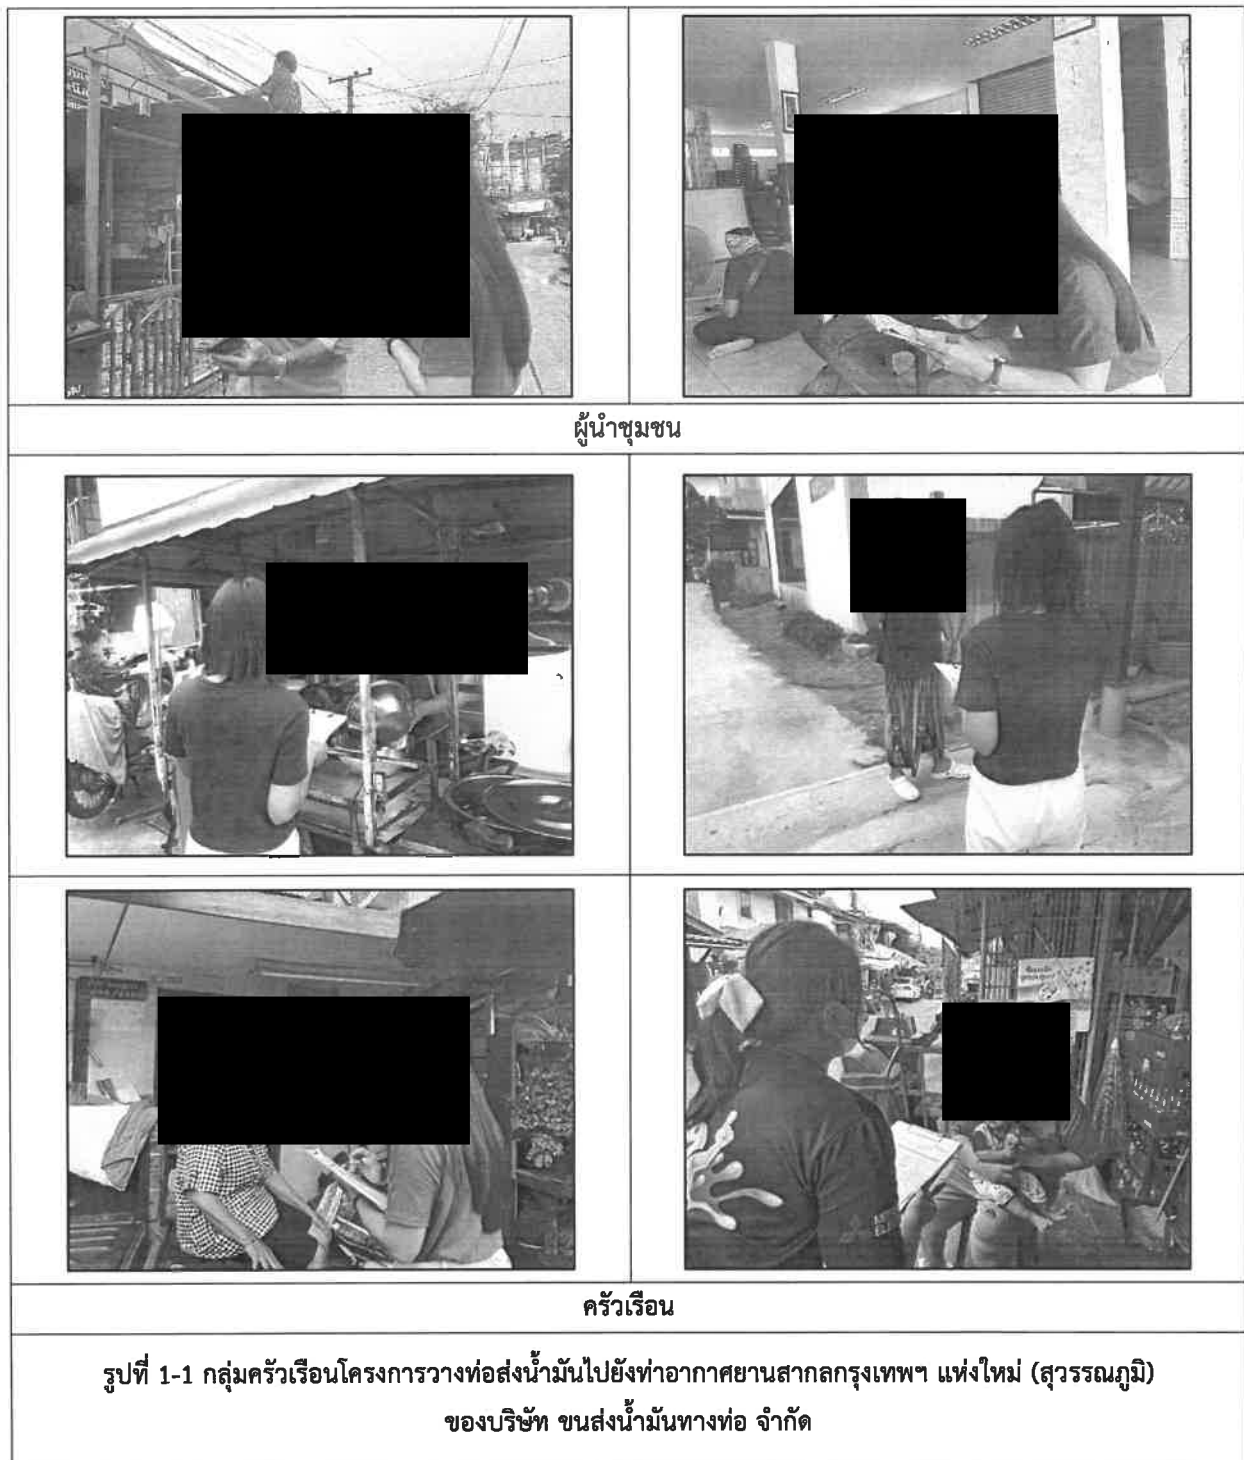 ผู้นำชุมชน
ครัวเรือน
รูปที่ 1-1 กลุ่มครัวเรือนโครงการวางท่อส่งน้ำมันไปยังท่าอากาศยานสากลกรุงเทพฯ แห่งใหม่ (สุวรรณภูมิ)
ของบริษัท ขนส่งน้ำมันทางท่อ จำกัด